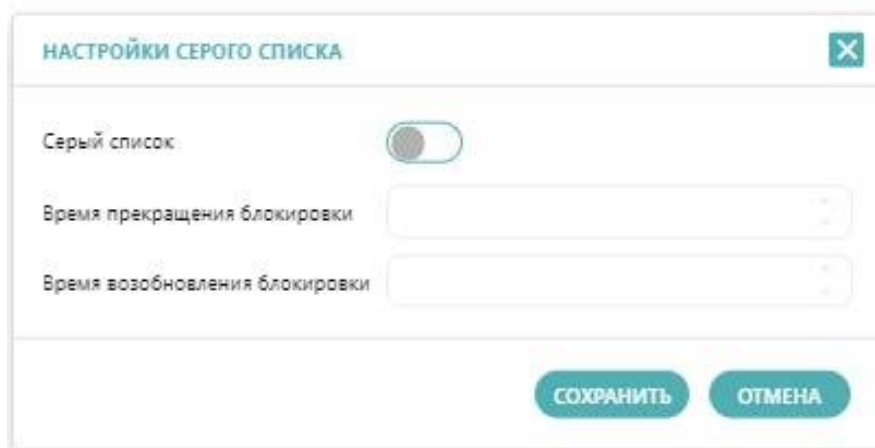 НАСТРОЙКИ СЕРОГО СПИСКА
Серый список
Время прекращения блокировки
Время возобновления блокировки
СОХРАНИТЬ ОТМЕНА